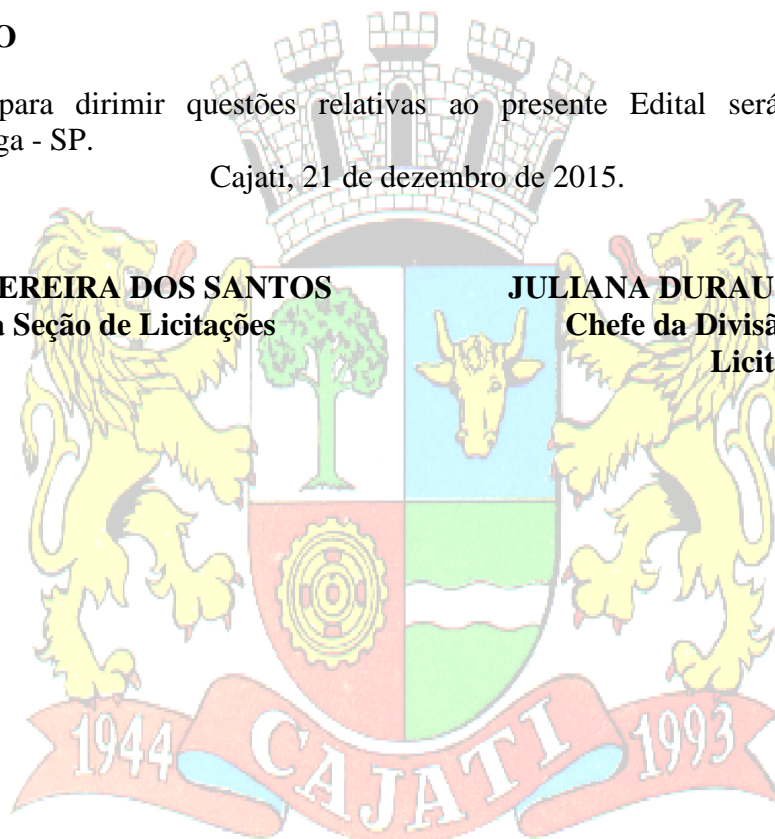 O
para dirimir questões relativas ao presente Edital será
ga - SP.
Cajati, 21 de dezembro de 2015.
EREIRA DOS SANTOS JULIANA DURAU
a Seção de Licitações Chefe da Divisã
Licit
1944 CAJATI 1993